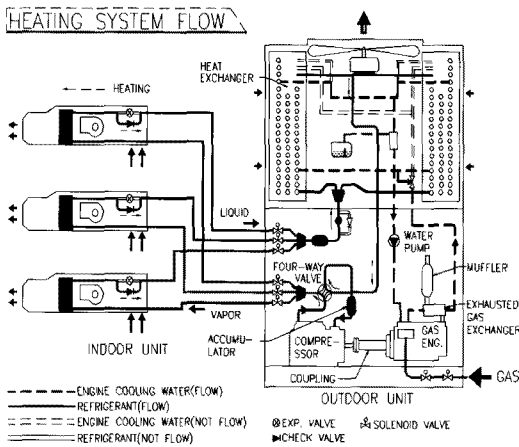 HEATING SYSTEM FLOW
HEAT
EXCHANGER
HEATING
LIQUID
WATER
PUMP
FOUR-WAY
VALVE
MUFFLER
VAPOR
EXHAUSTED
GAS
EXCHANGER
ACCUMU-
LATOR
COMPRE-
SSOR
GAS
ENG.
INDOOR UNIT
COUPLING
GAS
OUTDOOR UNIT
ENGINE COOLING WATER(FLOW)
REFRIGERANT(FLOW)
ENGINE COOLING WATER(NOT FLOW)
REFRIGERANT(NOT FLOW)
EXP. VALVE
SOLENOID VALVE
CHECK VALVE